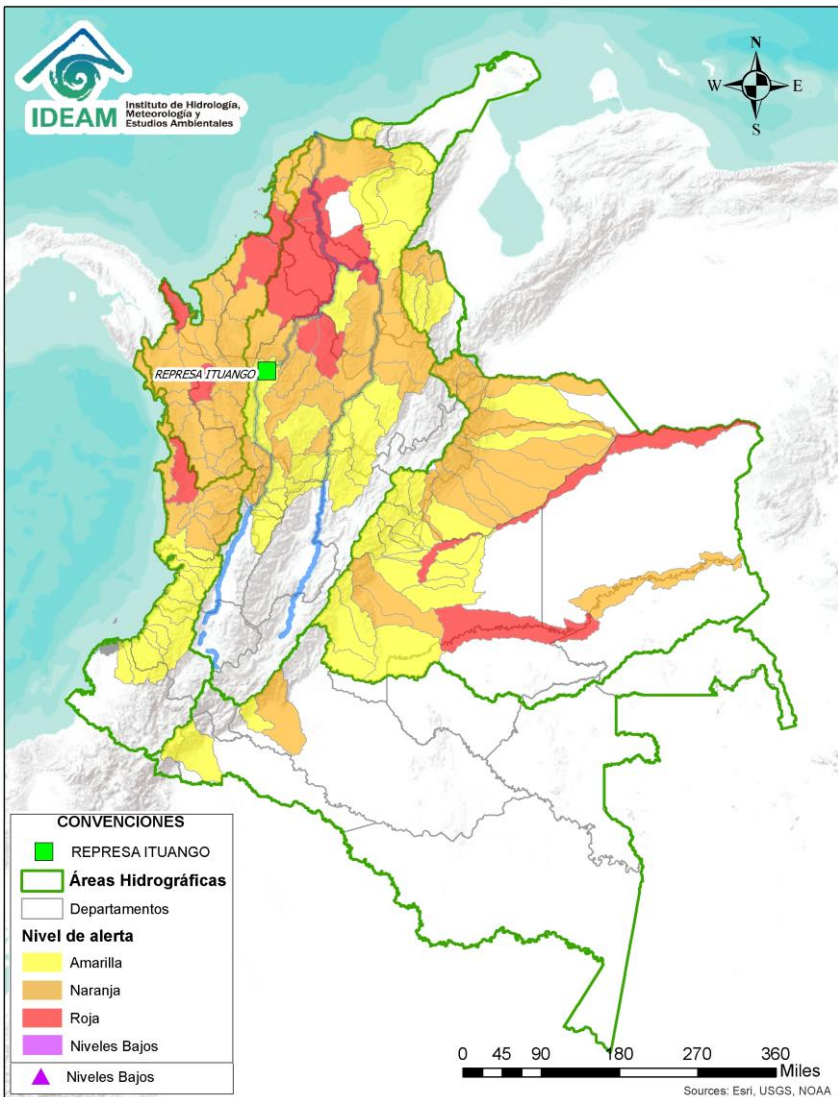 IDEAM
Instituto de Hidrología,
Meteorología y
Estudios Ambientales
N
W
E
S
REPRESA ITUANGO
CONVENCIONES
REPRESA ITUANGO
Áreas Hidrográficas
Departamentos
Nivel de alerta
Amarilla
Naranja
Roja
Niveles Bajos
Niveles Bajos
0 45 90 180 270 360
Miles
Sources: Esri, USGS, NOAA